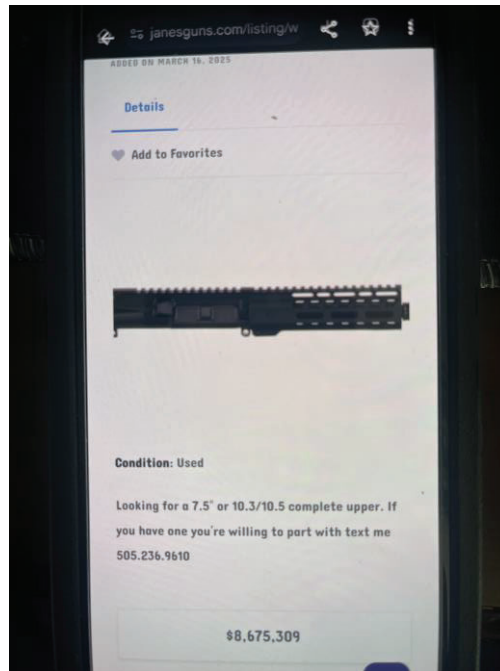 janesguns.com/listing/w
ADDED ON MARCH 16, 2025
Details
Add to Favorites
Condition: Used
Looking for a 7.5" or 10.3/10.5 complete upper. If
you have one you're willing to part with text me
505.236.9610
$8,675,309